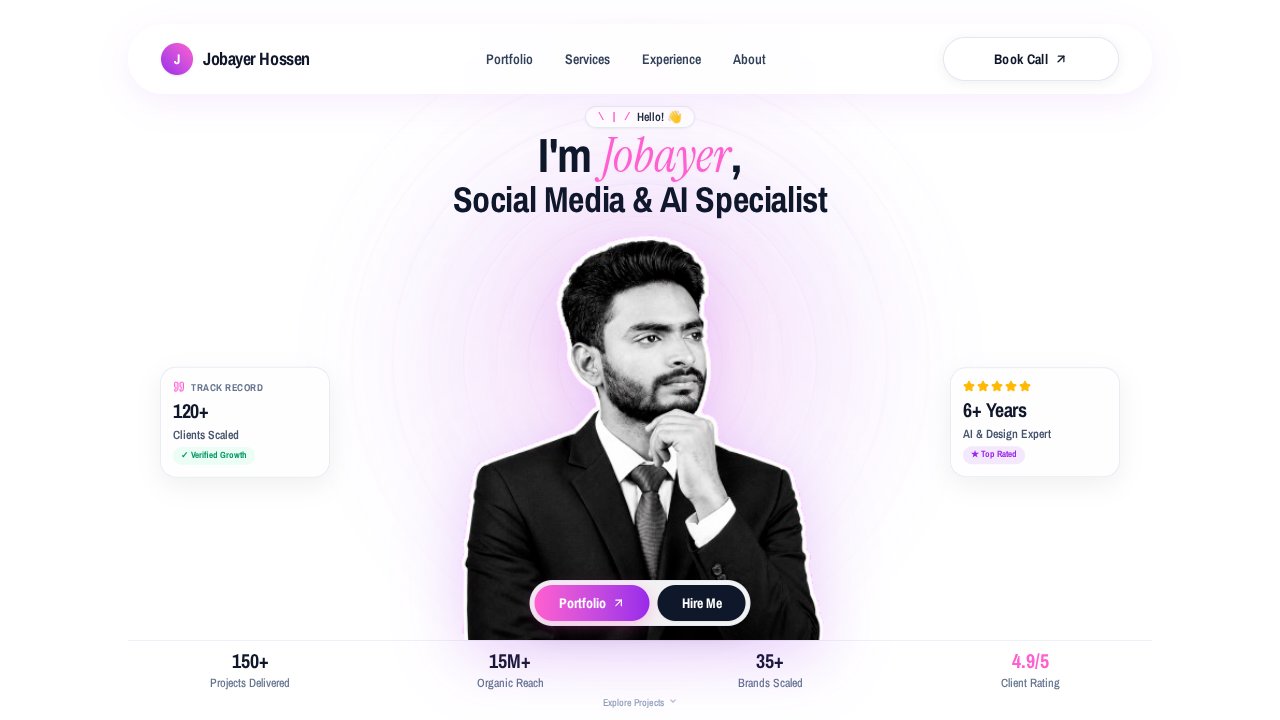 J
Jobayer Hossen
Portfolio
Services
Experience
About
Book Call
\ | / Hello! 👋
I'm Jobayer,
Social Media & AI Specialist
TRACK RECORD
120+
Clients Scaled
✓ Verified Growth
6+ Years
AI & Design Expert
★ Top Rated
Portfolio
Hire Me
150+
Projects Delivered
15M+
Organic Reach
35+
Brands Scaled
4.9/5
Client Rating
Explore Projects